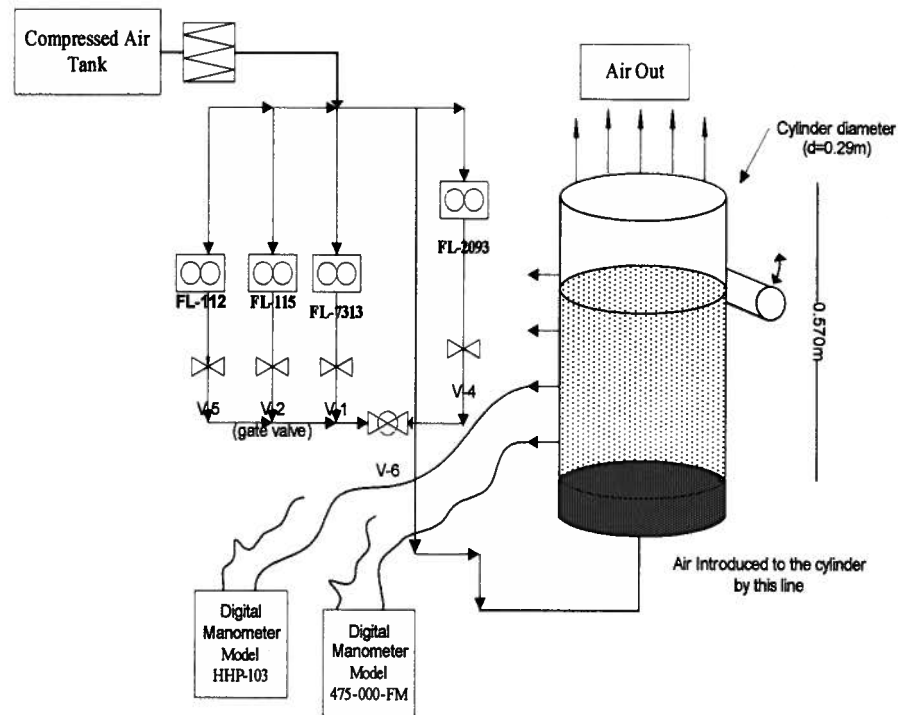 Compressed Air
Tank
Air Out
Cylinder diameter
(d=0.29m)
FL-2093
FL-112
FL-115
FL-7313
0.570m
V-5
V-2
V-1
V-4
(gate valve)
V-6
Air Introduced to the cylinder
by this line
Digital
Manometer
Model
HHP-103
Digital
Manometer
Model
475-000-FM